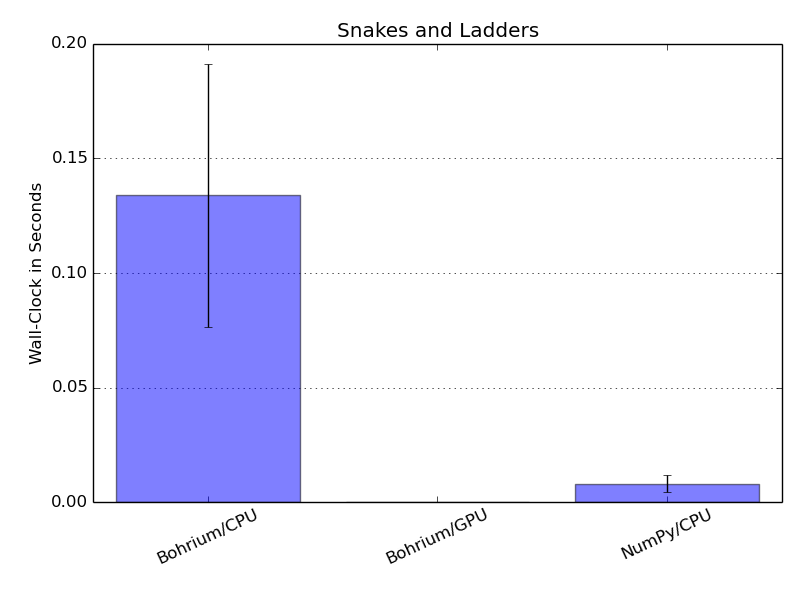 Snakes and Ladders
Wall-Clock in Seconds
0.20
0.15
0.10
0.05
0.00
Bohrium/CPU
Bohrium/GPU
NumPy/CPU